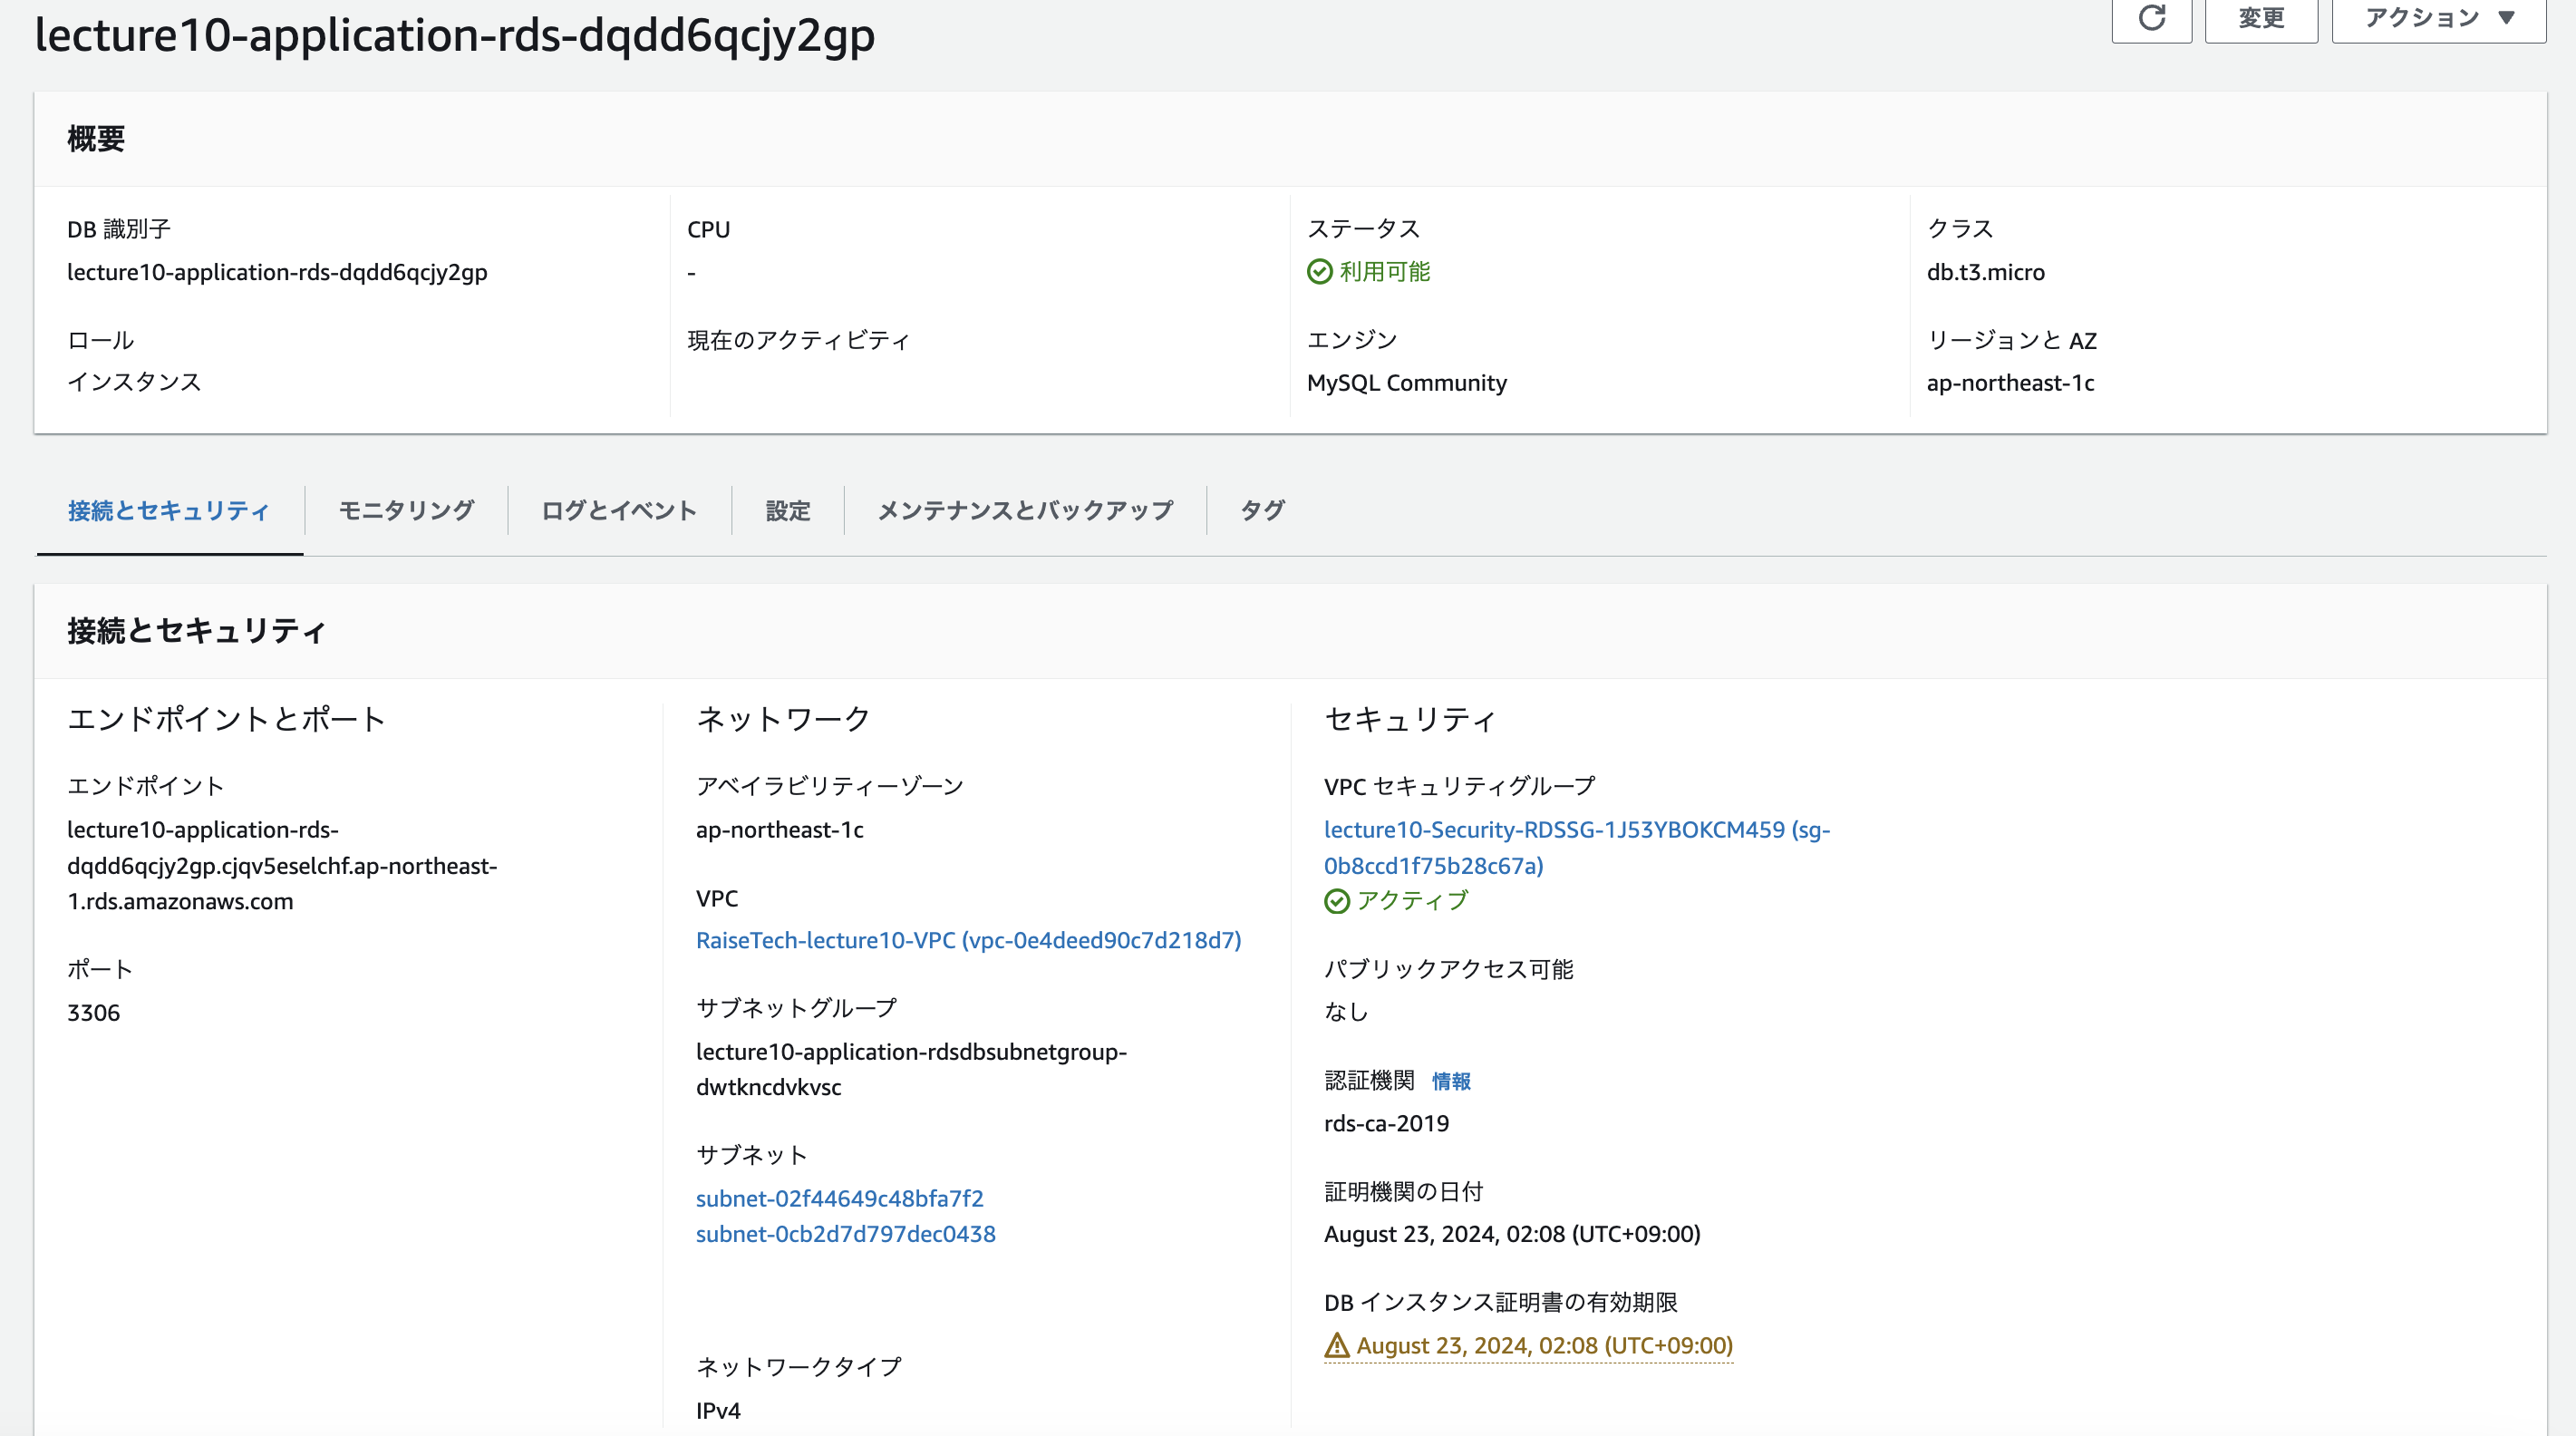 lecture10-application-rds-dqdd6qcjy2gp
変更
アクション
概要
DB 識別子
lecture10-application-rds-dqdd6qcjy2gp
CPU
-
ステータス
利用可能
クラス
db.t3.micro
ロール
インスタンス
現在のアクティビティ
エンジン
MySQL Community
リージョンと AZ
ap-northeast-1c
接続とセキュリティ
モニタリング
ログとイベント
設定
メンテナンスとバックアップ
タグ
接続とセキュリティ
エンドポイントとポート
エンドポイント
lecture10-application-rds-
dqdd6qcjy2gp.cjqv5eselchf.ap-northeast-
1.rds.amazonaws.com
ポート
3306
ネットワーク
アベイラビリティーゾーン
ap-northeast-1c
VPC
RaiseTech-lecture10-VPC (vpc-0e4deed90c7d218d7)
サブネットグループ
lecture10-application-rdsdbsubnetgroup-
dwtkncdvkvsc
サブネット
subnet-02f44649c48bfa7f2
subnet-0cb2d7d797dec0438
ネットワークタイプ
IPv4
セキュリティ
VPC セキュリティグループ
lecture10-Security-RDSSG-1J53YBOKCM459 (sg-
0b8ccd1f75b28c67a)
アクティブ
パブリックアクセス可能
なし
認証機関 情報
rds-ca-2019
証明機関の日付
August 23, 2024, 02:08 (UTC+09:00)
DB インスタンス証明書の有効期限
August 23, 2024, 02:08 (UTC+09:00)